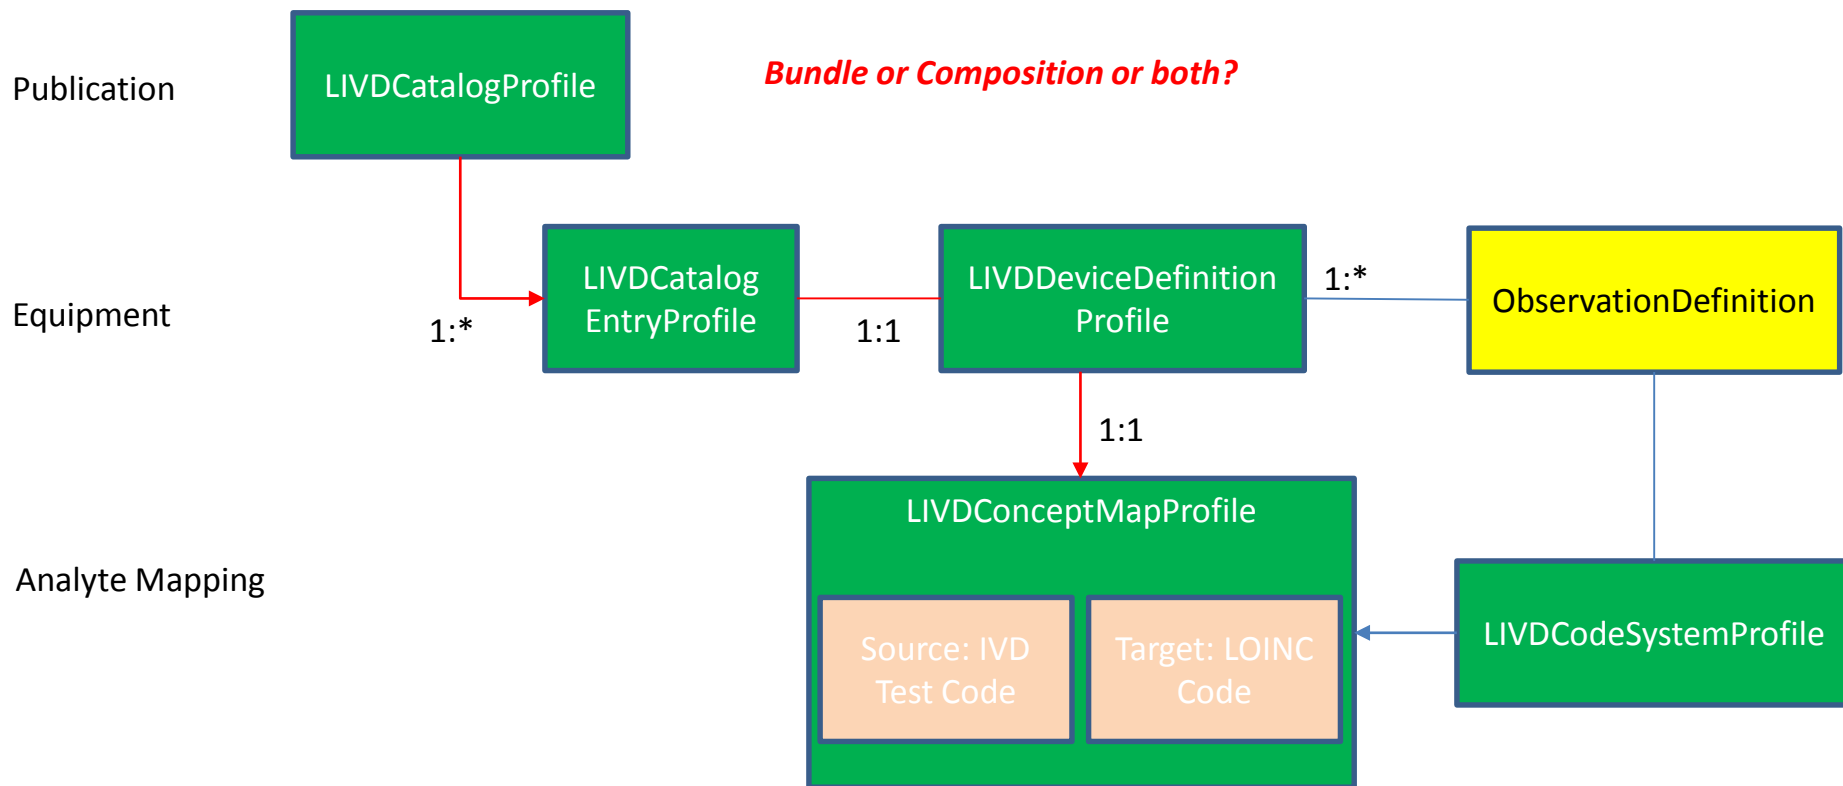 Publication
LIVDCatalogProfile
Bundle or Composition or both?
Equipment
LIVDCatalog
EntryProfile
1:*
1:1
LIVDDeviceDefinition
Profile
1:*
ObservationDefinition
1:1
Analyte Mapping
LIVDConceptMapProfile
Source: IVD
Test Code
Target: LOINC
Code
LIVDCodeSystemProfile